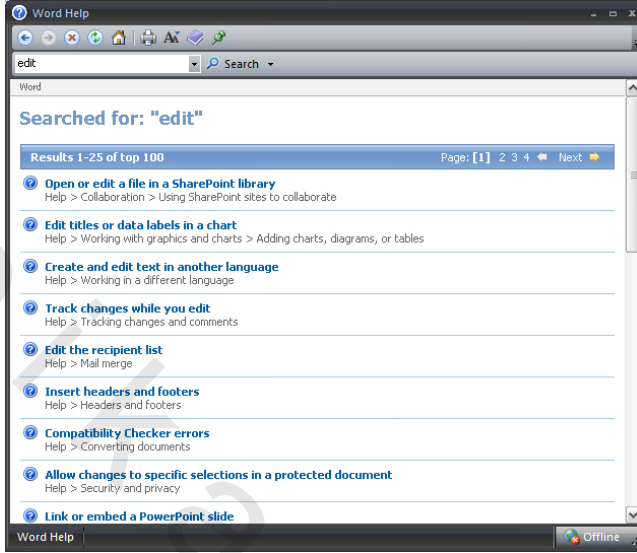 Word Help
edit
Search
Word
Searched for: "edit"
Results 1-25 of top 100 Page: [1] 2 3 4 Next
Open or edit a file in a SharePoint library
Help > Collaboration > Using SharePoint sites to collaborate
Edit titles or data labels in a chart
Help > Working with graphics and charts > Adding charts, diagrams, or tables
Create and edit text in another language
Help > Working in a different language
Track changes while you edit
Help > Tracking changes and comments
Edit the recipient list
Help > Mail merge
Insert headers and footers
Help > Headers and footers
Compatibility Checker errors
Help > Converting documents
Allow changes to specific selections in a protected document
Help > Security and privacy
Link or embed a PowerPoint slide
Word Help Offline